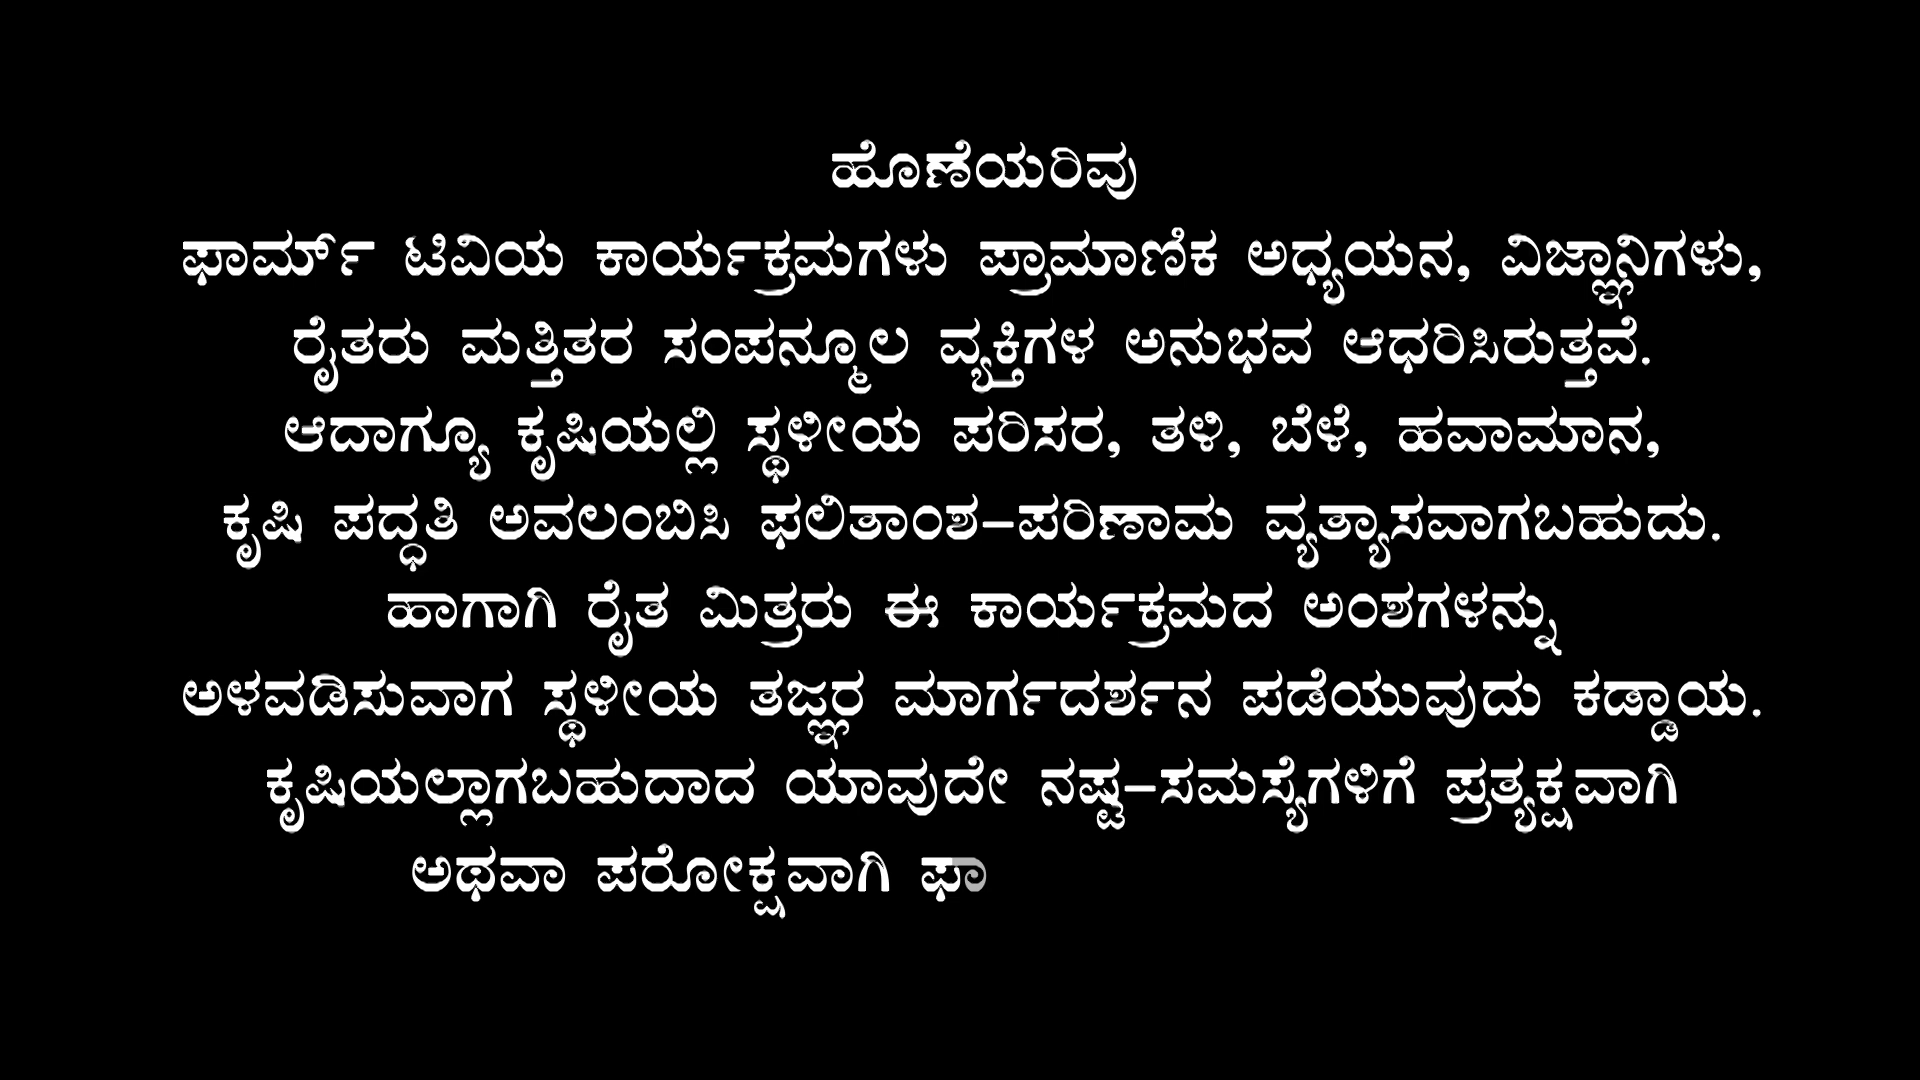 ಹೊಣೆಯರಿವು
ಫಾರ್ಮ್ ಟಿವಿಯ ಕಾರ್ಯಕ್ರಮಗಳು ಪ್ರಾಮಾಣಿಕ ಅಧ್ಯಯನ, ವಿಜ್ಞಾನಿಗಳು,
ರೈತರು ಮತ್ತಿತರ ಸಂಪನ್ಮೂಲ ವ್ಯಕ್ತಿಗಳ ಅನುಭವ ಆಧರಿಸಿರುತ್ತವೆ.
ಆದಾಗ್ಯೂ ಕೃಷಿಯಲ್ಲಿ ಸ್ಥಳೀಯ ಪರಿಸರ, ತಳಿ, ಬೆಳೆ, ಹವಾಮಾನ,
ಕೃಷಿ ಪದ್ಧತಿ ಅವಲಂಬಿಸಿ ಫಲಿತಾಂಶ-ಪರಿಣಾಮ ವ್ಯತ್ಯಾಸವಾಗಬಹುದು.
ಹಾಗಾಗಿ ರೈತ ಮಿತ್ರರು ಈ ಕಾರ್ಯಕ್ರಮದ ಅಂಶಗಳನ್ನು
ಅಳವಡಿಸುವಾಗ ಸ್ಥಳೀಯ ತಜ್ಞರ ಮಾರ್ಗದರ್ಶನ ಪಡೆಯುವುದು ಕಡ್ಡಾಯ.
ಕೃಷಿಯಲ್ಲಾಗಬಹುದಾದ ಯಾವುದೇ ನಷ್ಟ-ಸಮಸ್ಯೆಗಳಿಗೆ ಪ್ರತ್ಯಕ್ಷವಾಗಿ
ಅಥವಾ ಪರೋಕ್ಷವಾಗಿ ಫಾ